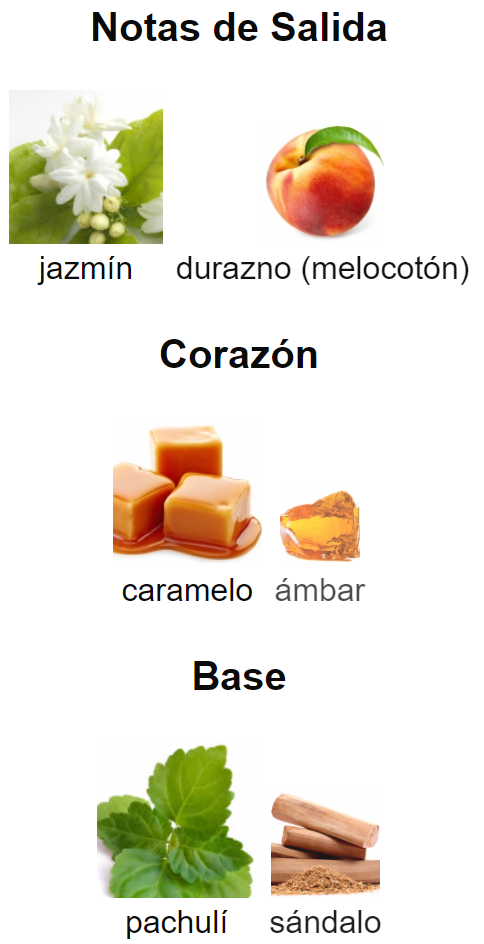 Notas de Salida
jazmín
durazno (melocotón)
Corazón
caramelo
ámbar
Base
pachulí
sándalo